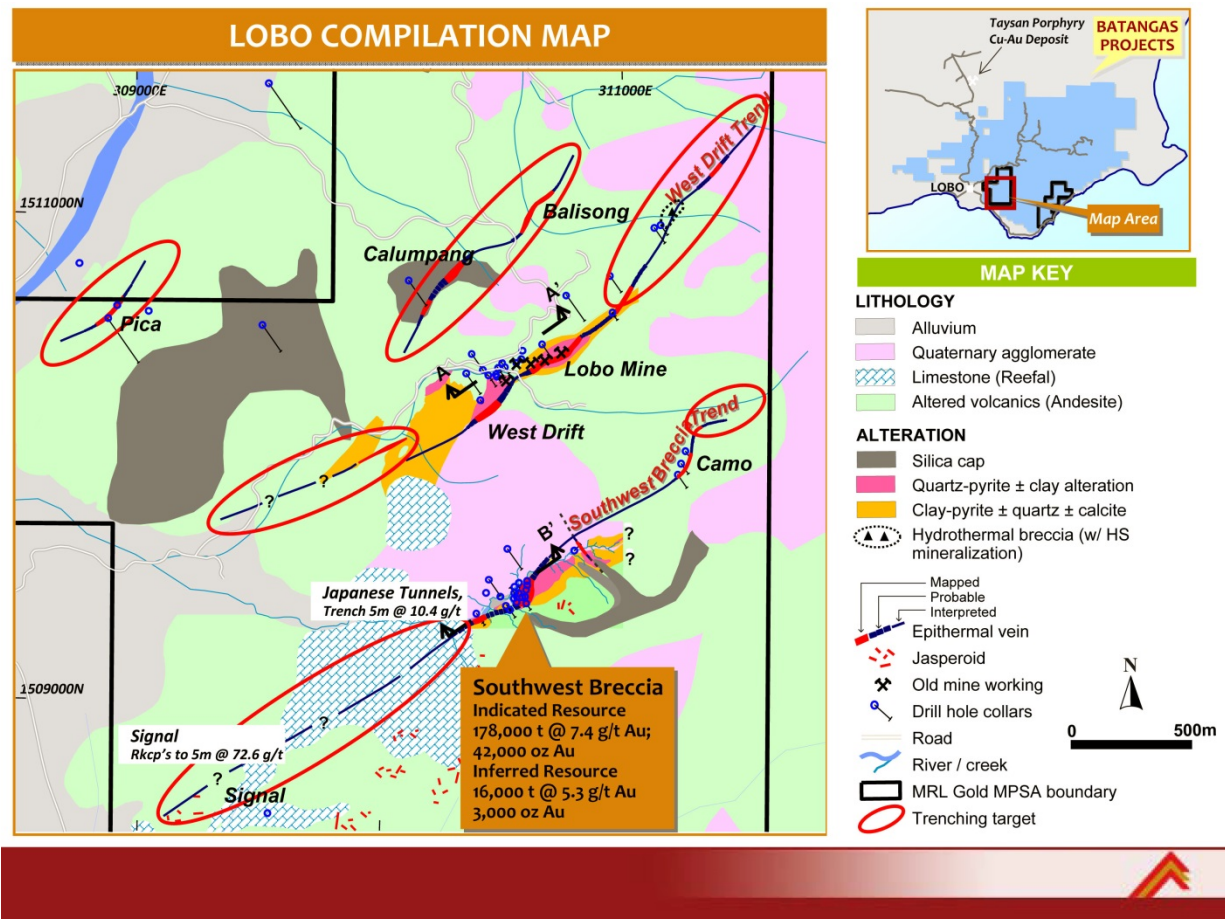 LOBO COMPILATION MAP
309000E
311000E
1511000N
1509000N
West Drift Trend
Balisong
Calumpang
Pica
A'
A
Lobo Mine
West Drift
Southwest Breccia Trend
Camo
B'
?
?
?
?
?
?
Japanese Tunnels,
Trench 5m @ 10.4 g/t
Signal
Rkcp's to 5m @ 72.6 g/t
Signal
Southwest Breccia
Indicated Resource
178,000 t @ 7.4 g/t Au;
42,000 oz Au
Inferred Resource
16,000 t @ 5.3 g/t Au
3,000 oz Au
Taysan Porphyry
Cu-Au Deposit
BATANGAS
PROJECTS
LOBO
Map Area
MAP KEY
LITHOLOGY
Alluvium
Quaternary agglomerate
Limestone (Reefal)
Altered volcanics (Andesite)
ALTERATION
Silica cap
Quartz-pyrite ± clay alteration
Clay-pyrite ± quartz ± calcite
Hydrothermal breccia (w/ HS
mineralization)
Mapped
Probable
Interpreted
Epithermal vein
Jasperoid
Old mine working
Drill hole collars
Road
River / creek
MRL Gold MPSA boundary
Trenching target
N
0
500m